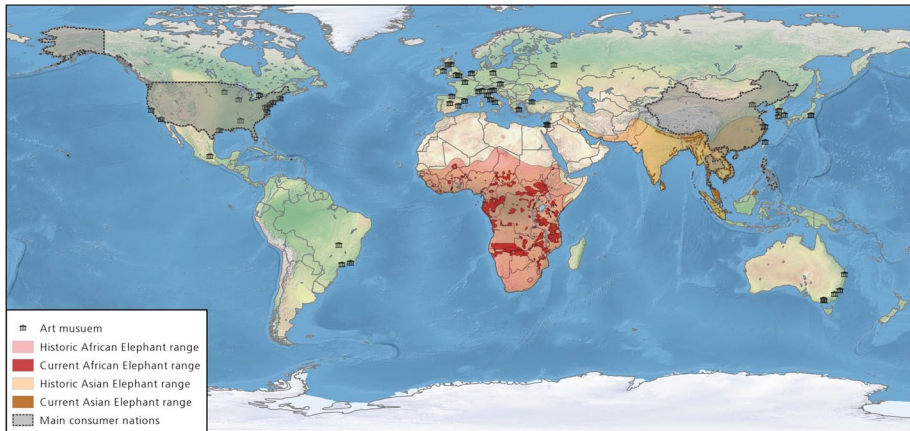 Art musuem
Historic African Elephant range
Current African Elephant range
Historic Asian Elephant range
Current Asian Elephant range
Main consumer nations